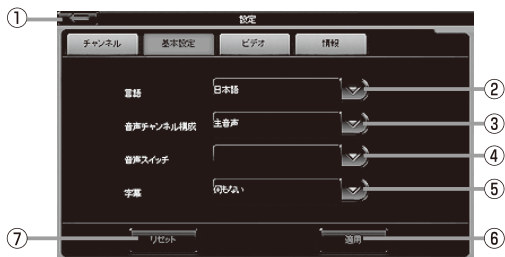 ① 設定
チャンネル 基本設定 ビデオ 情報
言語 日本語 ②
音声チャンネル構成 主音声 ③
音声スイッチ ④
字幕 何もない ⑤
⑦ リセット 適用 ⑥